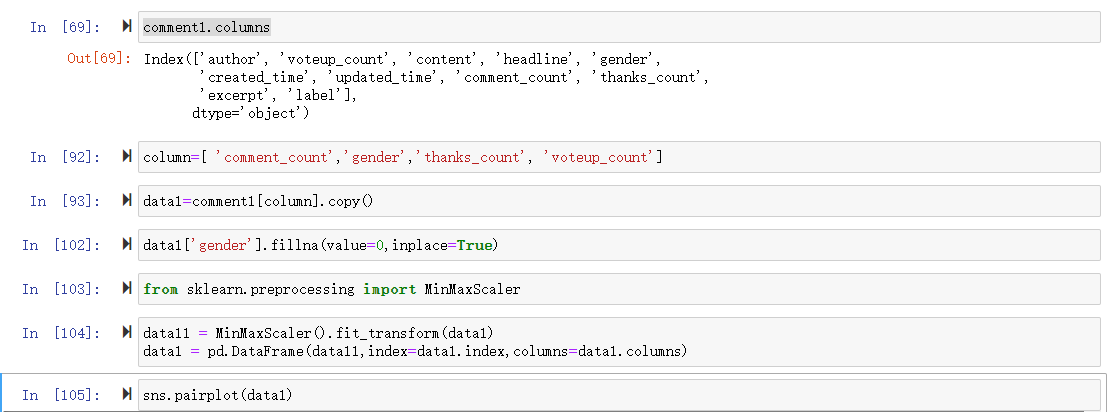 In [69]: comment1.columns
Out[69]: Index(['author', 'voteup_count', 'content', 'headline', 'gender',
'created_time', 'updated_time', 'comment_count', 'thanks_count',
'excerpt', 'label'],
dtype='object')
In [92]: column=[ 'comment_count','gender','thanks_count', 'voteup_count']
In [93]: data1=comment1[column].copy()
In [102]: data1['gender'].fillna(value=0,inplace=True)
In [103]: from sklearn.preprocessing import MinMaxScaler
In [104]: data11 = MinMaxScaler().fit_transform(data1)
data1 = pd.DataFrame(data11,index=data1.index,columns=data1.columns)
In [105]: sns.pairplot(data1)